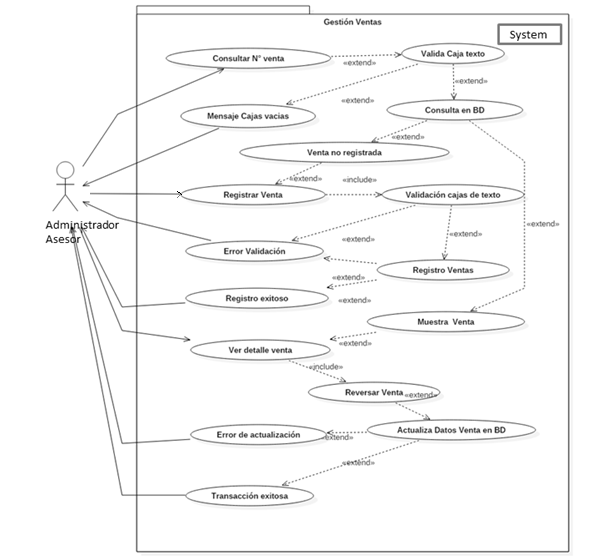 Gestión Ventas
System
Consultar N° venta
«extend»
Valida Caja texto
«extend»
«extend»
Mensaje Cajas vacias
Consulta en BD
«extend»
Venta no registrada
«extend»
«include»
Registrar Venta
Validación cajas de texto
Administrador
Asesor
«extend»
«extend»
«extend»
Error Validación
Registro Ventas
«extend»
Registro exitoso
«extend»
Muestra Venta
«extend»
Ver detalle venta
«include»
Reversar Venta
«extend»
Actualiza Datos Venta en BD
Error de actualización
«extend»
«extend»
Transacción exitosa